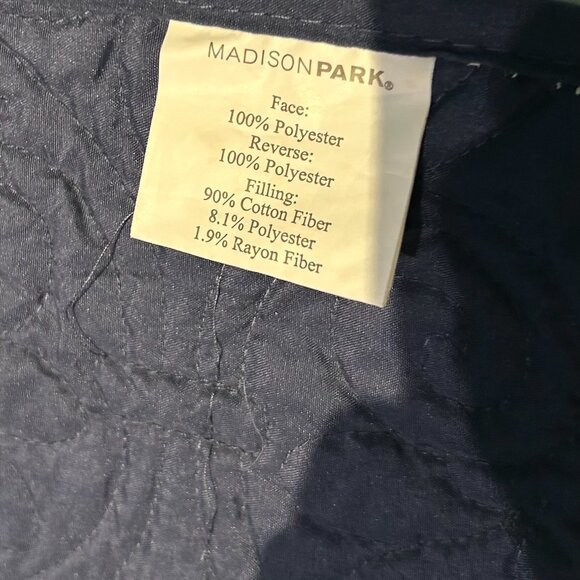 MADISONPARK®
Face:
100% Polyester
Reverse:
100% Polyester
Filling:
90% Cotton Fiber
8.1% Polyester
1.9% Rayon Fiber